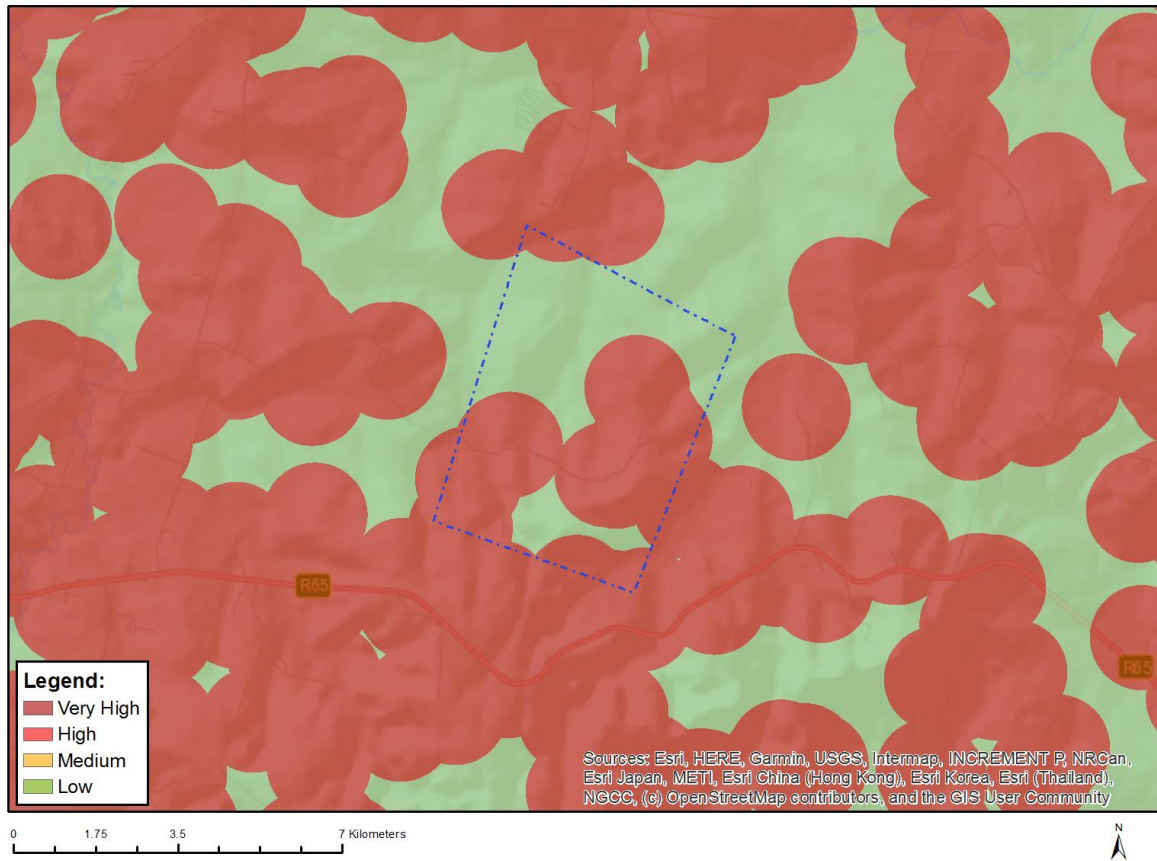 R65
R65
Legend:
Very High
High
Medium
Low
Sources: Esri, HERE, Garmin, USGS, Intermap, INCREMENT P, NRCan,
Esri Japan, METI, Esri China (Hong Kong), Esri Korea, Esri (Thailand),
NGCC, (c) OpenStreetMap contributors, and the GIS User Community
0 1.75 3.5 7 Kilometers
N